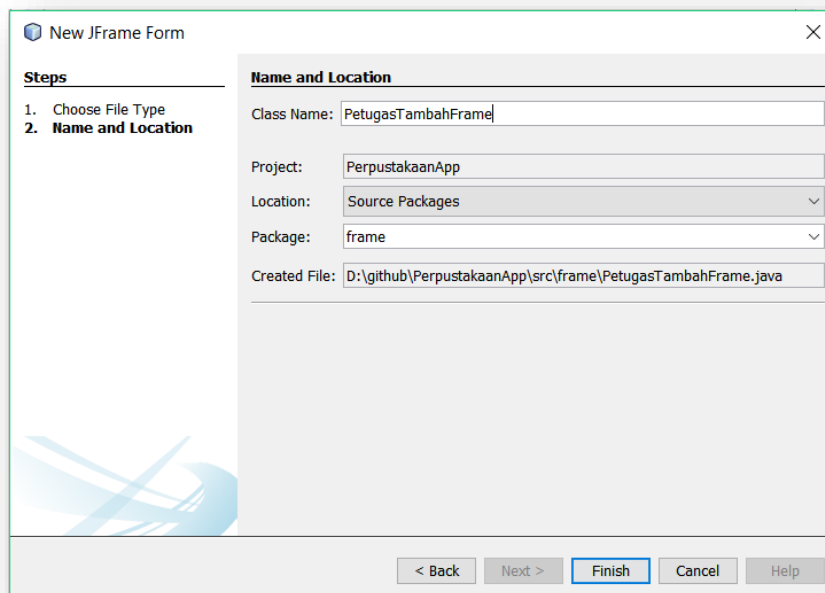 New JFrame Form
Steps
1. Choose File Type
2. Name and Location
Name and Location
Class Name: PetugasTambahFrame
Project: PerpustakaanApp
Location: Source Packages
Package: frame
Created File: D:\github\PerpustakaanApp\src\frame\PetugasTambahFrame.java
< Back Next > Finish Cancel Help